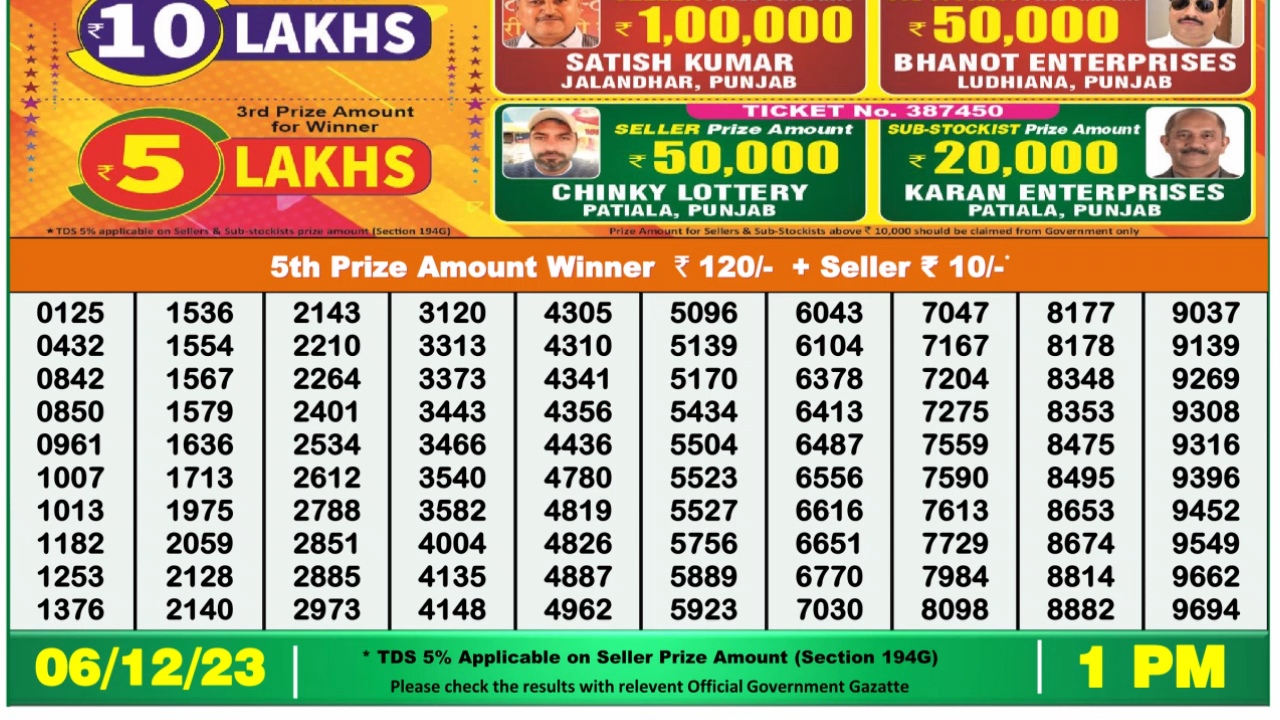 ₹10 LAKHS
₹ 1,00,000
SATISH KUMAR
JALANDHAR, PUNJAB
₹ 50,000
BHANOT ENTERPRISES
LUDHIANA, PUNJAB
3rd Prize Amount
for Winner
₹5 LAKHS
TICKET No. 387450
SELLER Prize Amount
₹ 50,000
CHINKY LOTTERY
PATIALA, PUNJAB
SUB-STOCKIST Prize Amount
₹ 20,000
KARAN ENTERPRISES
PATIALA, PUNJAB
★ TDS 5% applicable on Sellers & Sub-stockists prize amount (Section 194G)
Prize Amount for Sellers & Sub-Stockists above ₹ 10,000 should be claimed from Government only
5th Prize Amount Winner ₹ 120/- + Seller ₹ 10/-*
0125 1536 2143 3120 4305 5096 6043 7047 8177 9037
0432 1554 2210 3313 4310 5139 6104 7167 8178 9139
0842 1567 2264 3373 4341 5170 6378 7204 8348 9269
0850 1579 2401 3443 4356 5434 6413 7275 8353 9308
0961 1636 2534 3466 4436 5504 6487 7559 8475 9316
1007 1713 2612 3540 4780 5523 6556 7590 8495 9396
1013 1975 2788 3582 4819 5527 6616 7613 8653 9452
1182 2059 2851 4004 4826 5756 6651 7729 8674 9549
1253 2128 2885 4135 4887 5889 6770 7984 8814 9662
1376 2140 2973 4148 4962 5923 7030 8098 8882 9694
06/12/23
* TDS 5% Applicable on Seller Prize Amount (Section 194G)
Please check the results with relevent Official Government Gazatte
1 PM